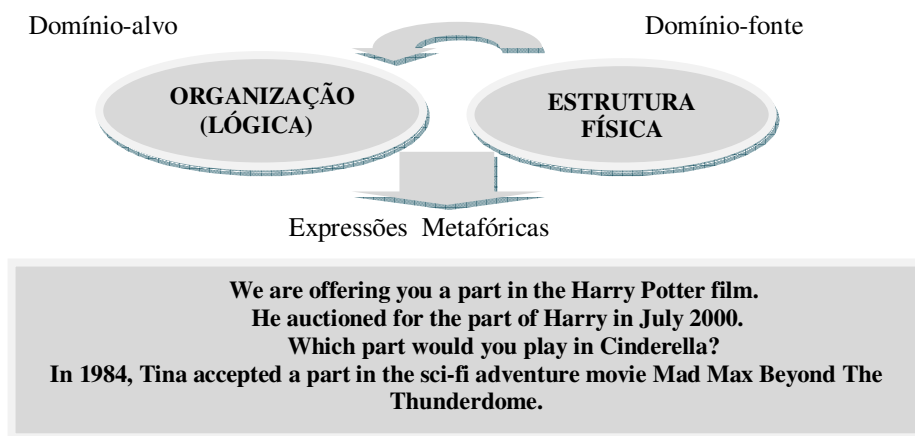 Domínio-alvo
Domínio-fonte
ORGANIZAÇÃO
(LÓGICA)
ESTRUTURA
FÍSICA
Expressões Metafóricas
We are offering you a part in the Harry Potter film.
He auctioned for the part of Harry in July 2000.
Which part would you play in Cinderella?
In 1984, Tina accepted a part in the sci-fi adventure movie Mad Max Beyond The
Thunderdome.